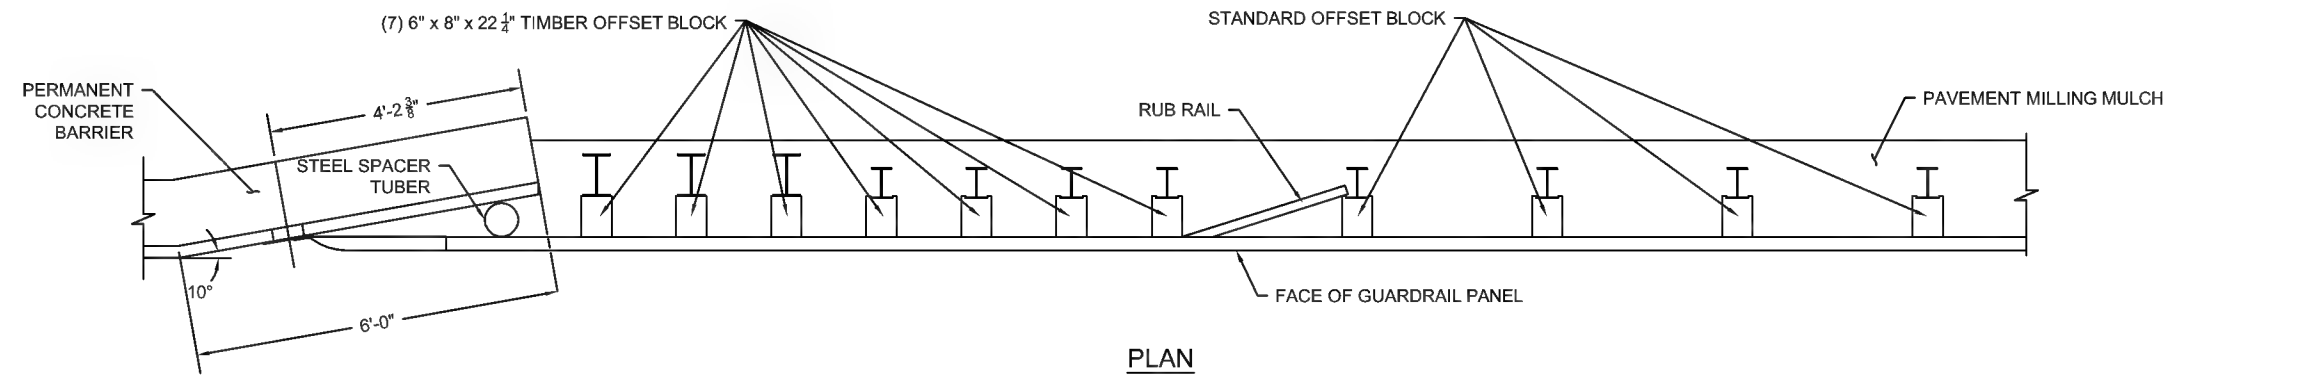 (7) 6" x 8" x 22 1/4" TIMBER OFFSET BLOCK
STANDARD OFFSET BLOCK
PERMANENT
CONCRETE
BARRIER
4'-2 3/8"
RUB RAIL
PAVEMENT MILLING MULCH
STEEL SPACER
TUBER
10°
6'-0"
FACE OF GUARDRAIL PANEL
PLAN